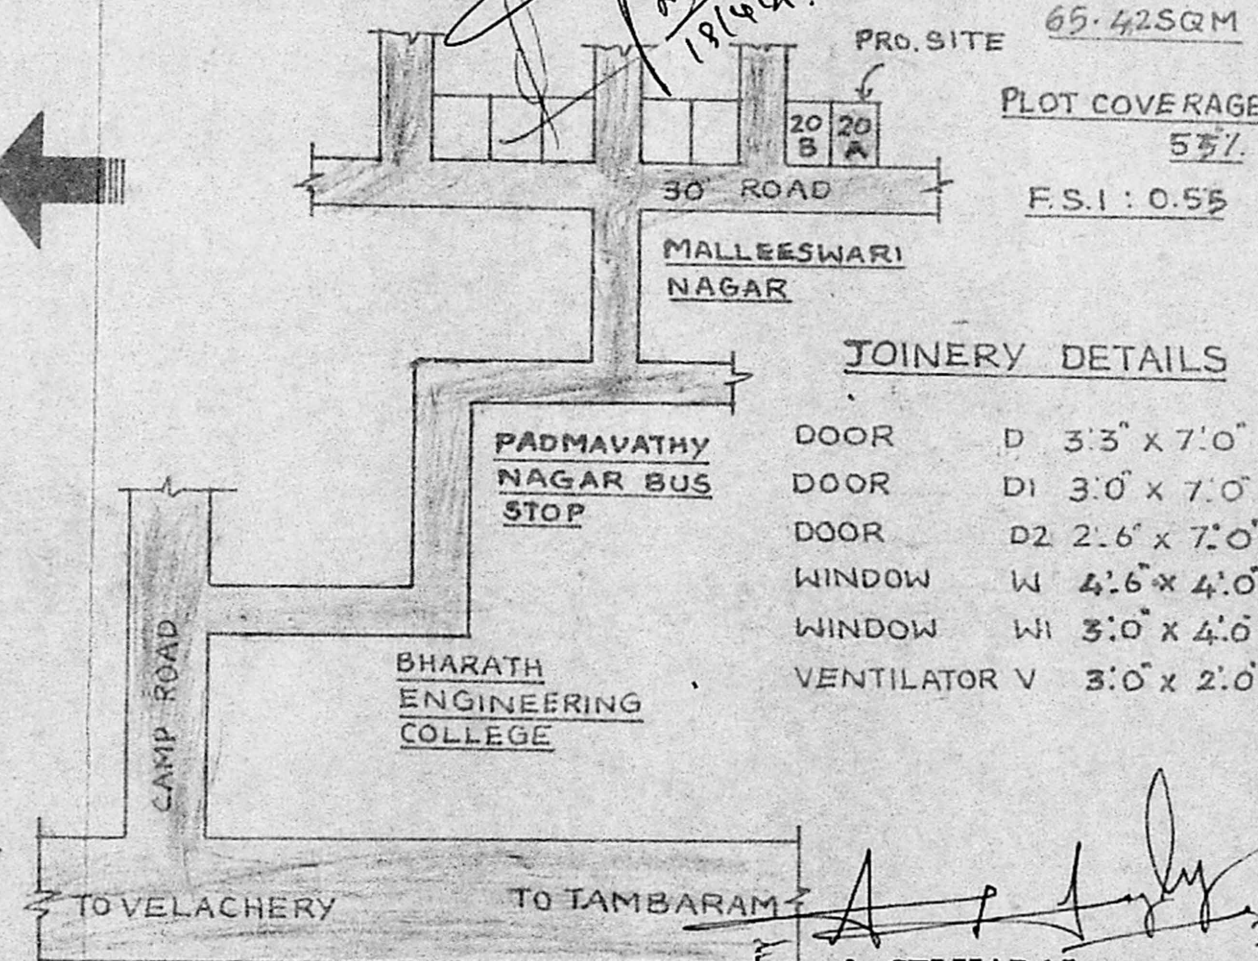 65.42SQM
PRO. SITE
PLOT COVERAGE
55%
F.S.I : 0.55
20 B
20 A
30' ROAD
MALLEESWARI
NAGAR
JOINERY DETAILS
DOOR D 3'.3" X 7'.0"
DOOR D1 3'.0" X 7'.0"
DOOR D2 2'.6" X 7'.0"
WINDOW W 4'.6" X 4'.0"
WINDOW W1 3'.0" X 4'.0"
VENTILATOR V 3'.0" X 2'.0"
PADMAVATHY
NAGAR BUS
STOP
BHARATH
ENGINEERING
COLLEGE
CAMP ROAD
TO VELACHERY
TO TAMBARAM